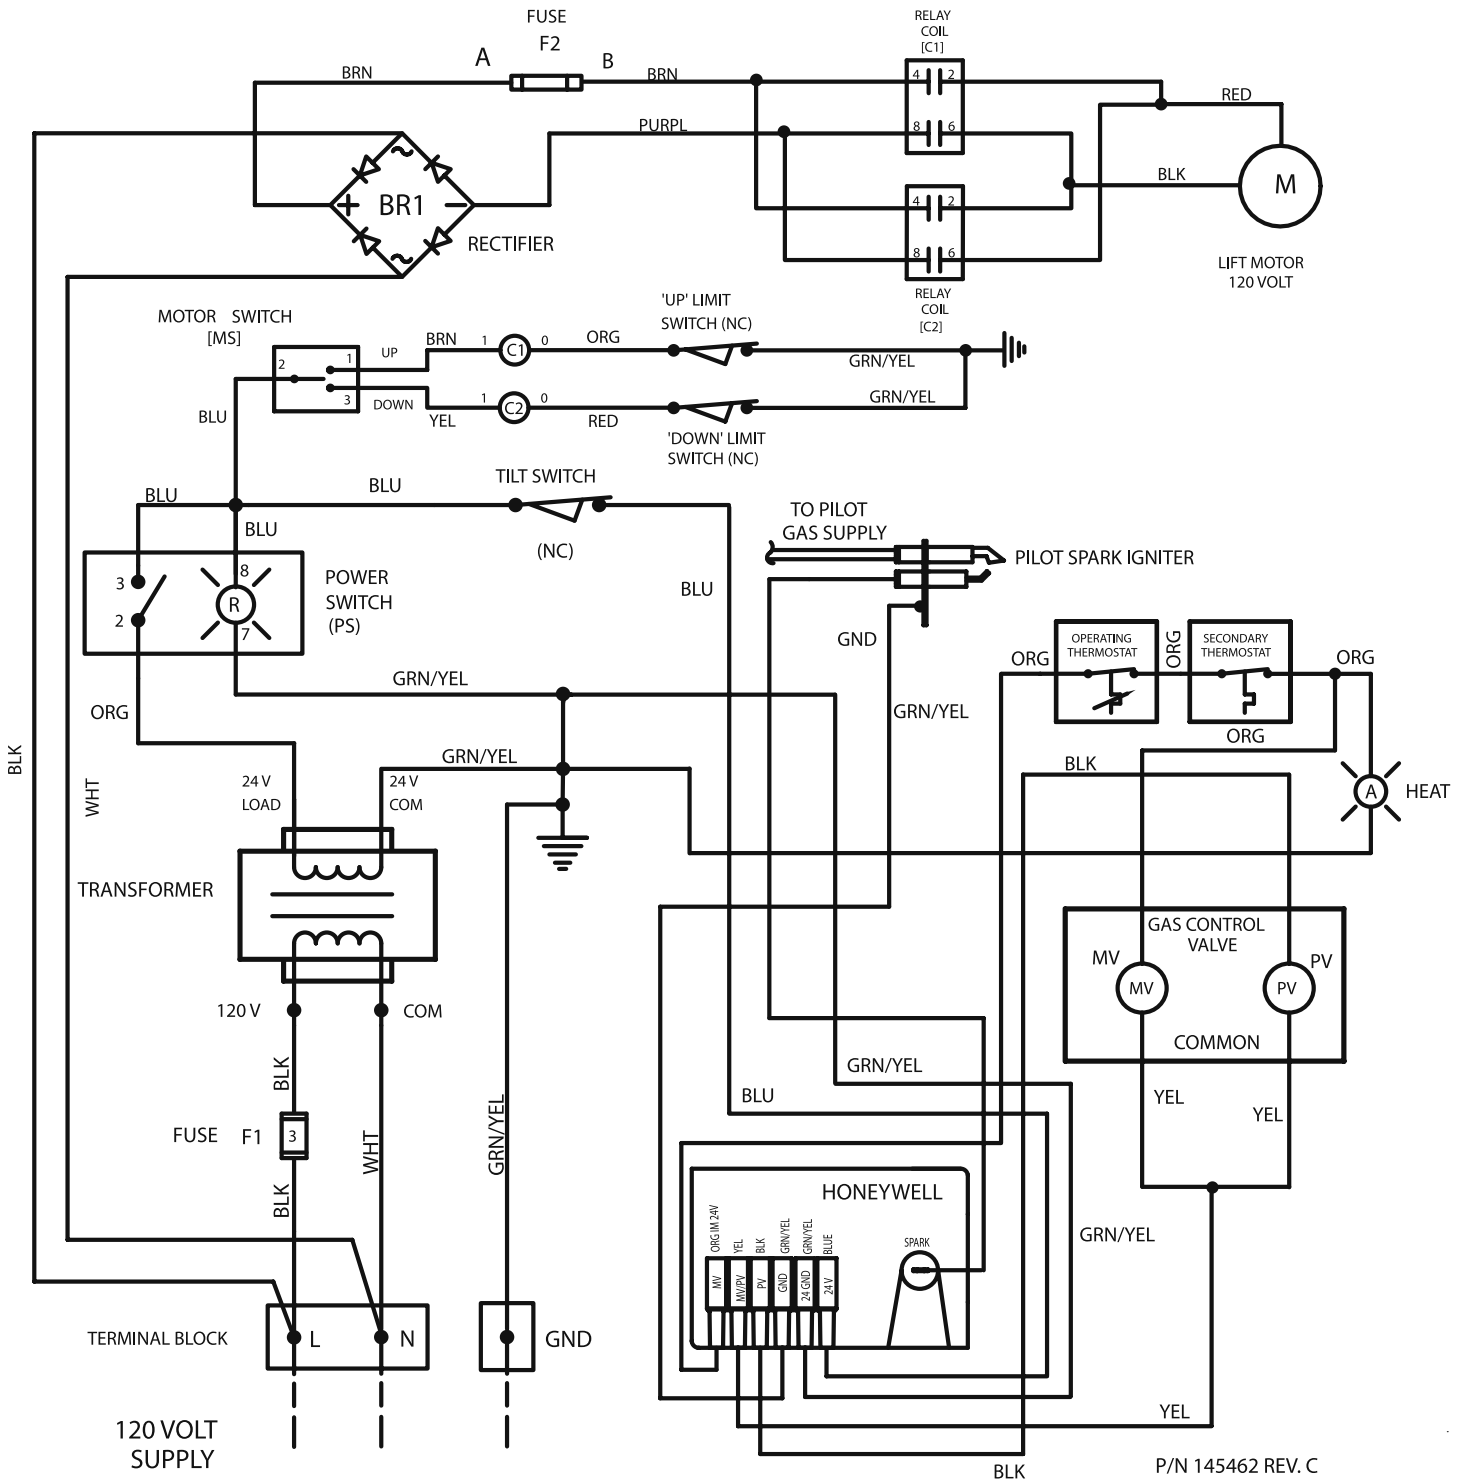 FUSE
F2
A
B
BRN
BRN
RELAY
COIL
[C1]
4
2
RED
PURPL
8
6
BLK
M
BR1
RECTIFIER
4
2
8
6
LIFT MOTOR
120 VOLT
RELAY
COIL
[C2]
MOTOR SWITCH
[MS]
'UP' LIMIT
SWITCH (NC)
2
1
UP
BRN
1
C1
0
ORG
GRN/YEL
3
DOWN
YEL
1
C2
0
RED
GRN/YEL
'DOWN' LIMIT
SWITCH (NC)
BLU
BLU
BLU
TILT SWITCH
(NC)
BLU
TO PILOT
GAS SUPPLY
PILOT SPARK IGNITER
3
2
8
R
7
POWER
SWITCH
(PS)
BLU
GND
OPERATING
THERMOSTAT
SECONDARY
THERMOSTAT
ORG
ORG
ORG
GRN/YEL
ORG
GRN/YEL
ORG
BLK
WHT
GRN/YEL
24 V
LOAD
24 V
COM
BLK
A
HEAT
TRANSFORMER
GAS CONTROL
VALVE
MV
MV
PV
PV
COMMON
120 V
COM
BLK
GRN/YEL
BLU
YEL
YEL
FUSE
F1
3
WHT
GRN/YEL
BLK
HONEYWELL
GRN/YEL
ORG IM 24V
YEL
BLK
GRN/YEL
GRN/YEL
BLUE
SPARK
MV
MV/PV
PV
GND
24 GND
24 V
TERMINAL BLOCK
L
N
GND
YEL
120 VOLT
SUPPLY
BLK
P/N 145462 REV. C